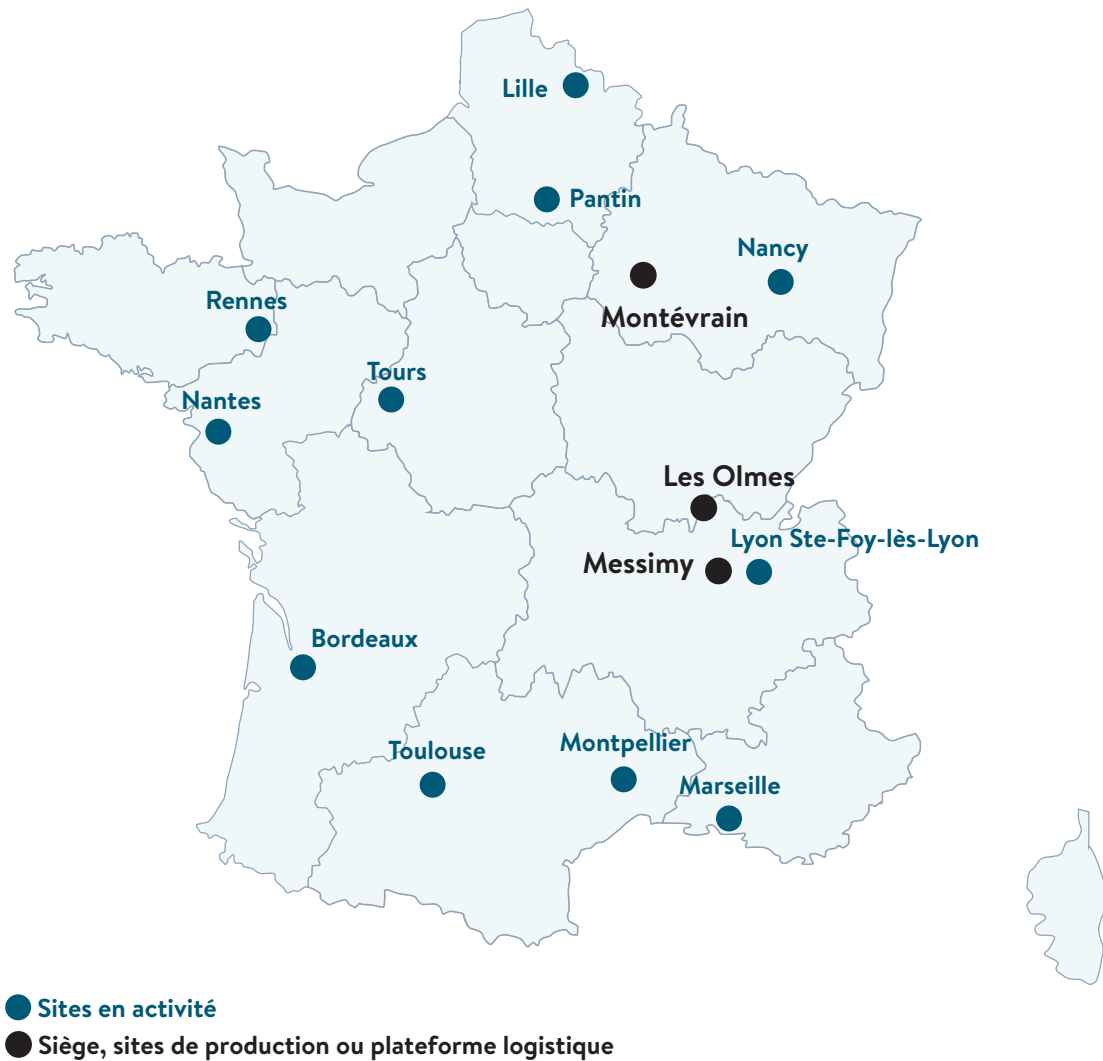 Lille
Pantin
Nancy
Rennes
Montévrain
Tours
Nantes
Les Olmes
Lyon Ste-Foy-lès-Lyon
Messimy
Bordeaux
Toulouse
Montpellier
Marseille
Sites en activité
Siège, sites de production ou plateforme logistique